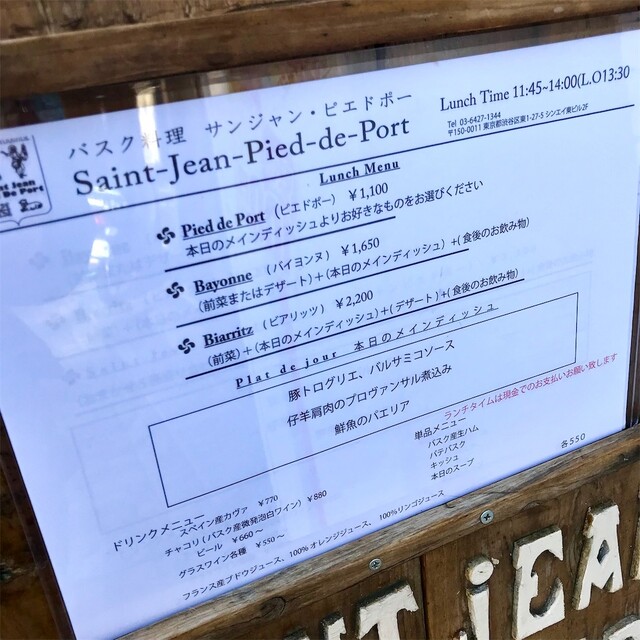 バスク料理 サンジャン・ピエドポー
Saint-Jean-Pied-de-Port
Lunch Time 11:45~14:00(L.O13:30
Tel 03-6427-1344
〒150-0011 東京都渋谷区東1-27-5 シンエイ東ビル2F
Lunch Menu
Pied de Port (ピエドポー) ¥1,100
本日のメインディッシュよりお好きなものをお選びください
Bayonne (バイヨンヌ) ¥1,650
(前菜またはデザート)+(本日のメインディッシュ)+(食後のお飲み物)
Biarritz (ビアリッツ) ¥2,200
(前菜)+(本日のメインディッシュ)+(デザート)+(食後のお飲み物)
Plat de jour 本日のメインディッシュ
豚トログリエ、バルサミコソース
仔羊肩肉のプロヴァンサル煮込み
鮮魚のパエリア
ランチタイムは現金でのお支払いお願い致します
単品メニュー
バスク産生ハム
パテバスク
キッシュ
本日のスープ
各550
ドリンクメニュー
スペイン産カヴァ ¥770
チャコリ(バスク産微発泡白ワイン) ¥880
ビール ¥660~
グラスワイン各種 ¥550~
フランス産ブドウジュース、100%オレンジジュース、100%リンゴジュース
NT JEA